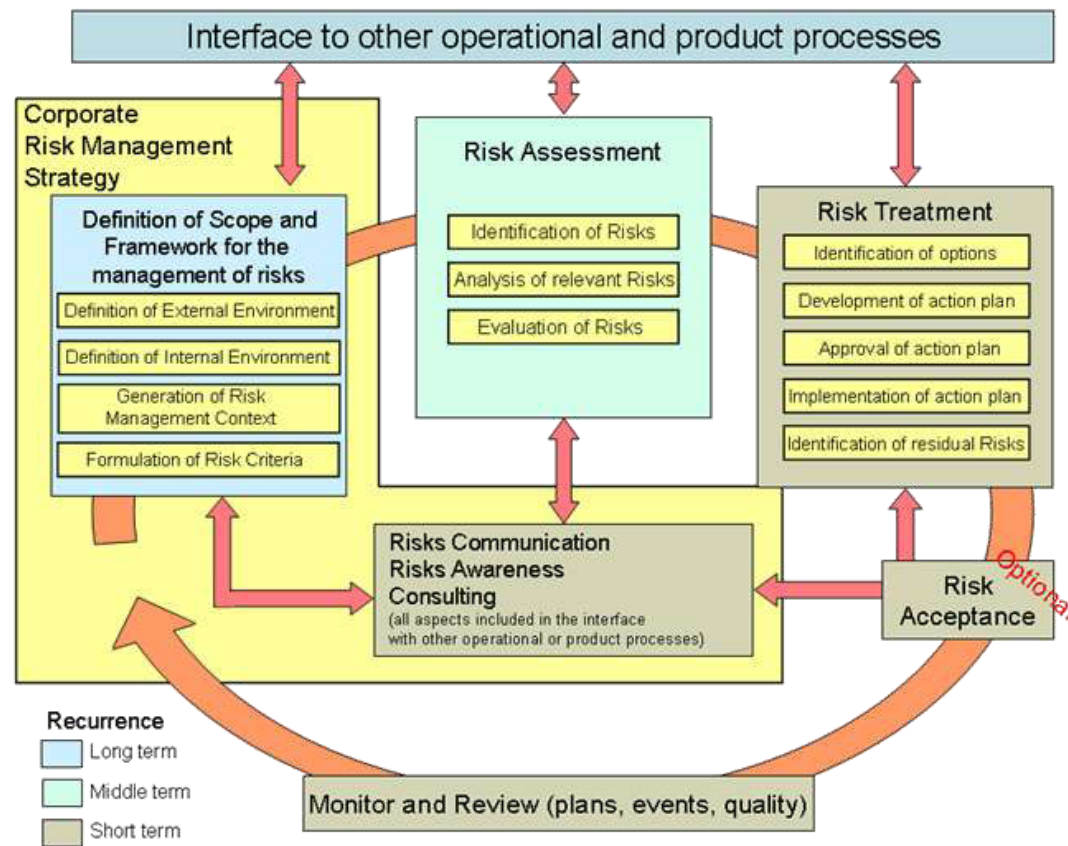 Interface to other operational and product processes
Corporate
Risk Management
Strategy
Definition of Scope and
Framework for the
management of risks
Definition of External Environment
Definition of Internal Environment
Generation of Risk
Management Context
Formulation of Risk Criteria
Risk Assessment
Identification of Risks
Analysis of relevant Risks
Evaluation of Risks
Risk Treatment
Identification of options
Development of action plan
Approval of action plan
Implementation of action plan
Identification of residual Risks
Risks Communication
Risks Awareness
Consulting
(all aspects included in the interface
with other operational or product processes)
Optional
Risk
Acceptance
Recurrence
Long term
Middle term
Short term
Monitor and Review (plans, events, quality)